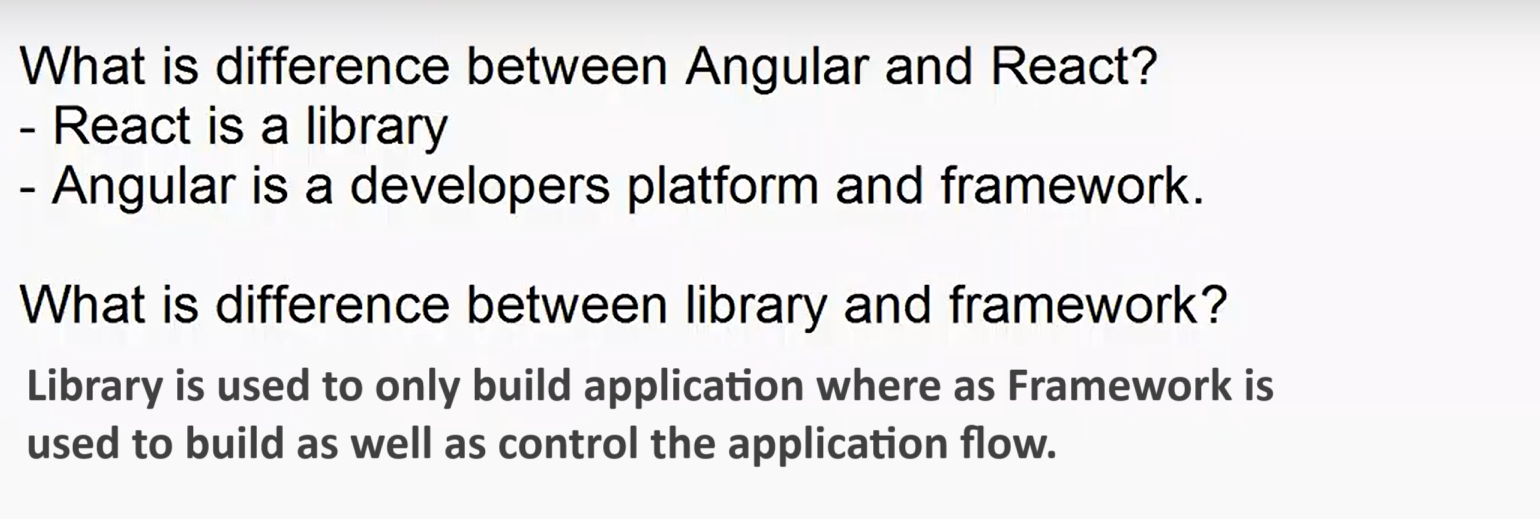 What is difference between Angular and React?
- React is a library
- Angular is a developers platform and framework.
What is difference between library and framework?
Library is used to only build application where as Framework is
used to build as well as control the application flow.